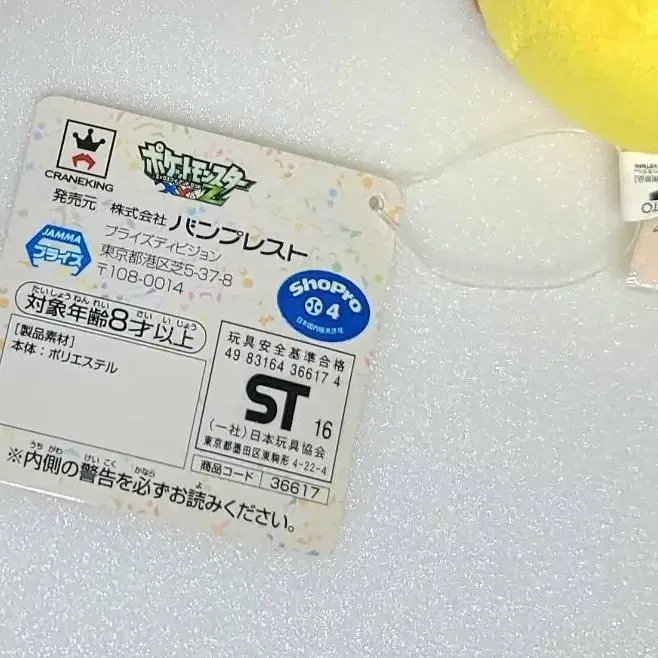 CRANEKING
ポケットモンスター
XY&Z
発売元 株式会社 バンプレスト
プライズディビジョン
東京都港区芝5-37-8
〒108-0014
JAMMA
プライズ
たいしょうねんれい さい いじょう
対象年齢8才以上
[製品素材]
本体:ポリエステル
ShoPro
4
日本国内販売許可
玩具安全基準合格
49 83164 36617 4
ST 16
(一社)日本玩具協会
東京都墨田区東駒形 4-22-4
商品コード 36617
うちがわ けいこく かなら よ
※内側の警告を必ずお読みください。